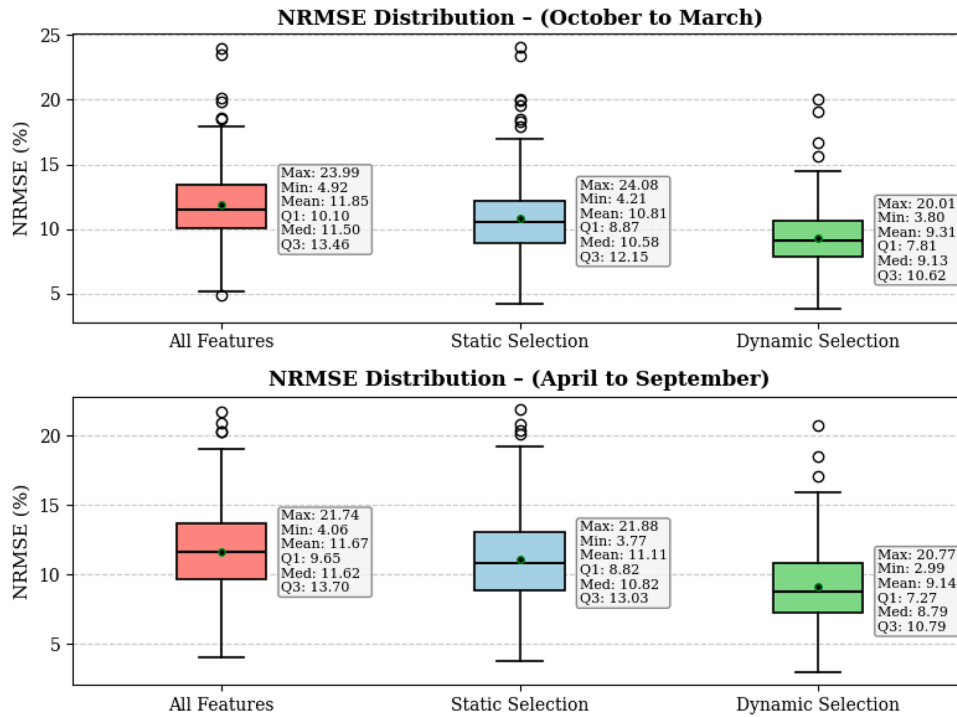 NRMSE Distribution – (October to March)
NRMSE (%)
25
20
15
10
5
Max: 23.99
Min: 4.92
Mean: 11.85
Q1: 10.10
Med: 11.50
Q3: 13.46
Max: 24.08
Min: 4.21
Mean: 10.81
Q1: 8.87
Med: 10.58
Q3: 12.15
Max: 20.01
Min: 3.80
Mean: 9.31
Q1: 7.81
Med: 9.13
Q3: 10.62
All Features
Static Selection
Dynamic Selection
NRMSE Distribution – (April to September)
NRMSE (%)
20
15
10
5
Max: 21.74
Min: 4.06
Mean: 11.67
Q1: 9.65
Med: 11.62
Q3: 13.70
Max: 21.88
Min: 3.77
Mean: 11.11
Q1: 8.82
Med: 10.82
Q3: 13.03
Max: 20.77
Min: 2.99
Mean: 9.14
Q1: 7.27
Med: 8.79
Q3: 10.79
All Features
Static Selection
Dynamic Selection